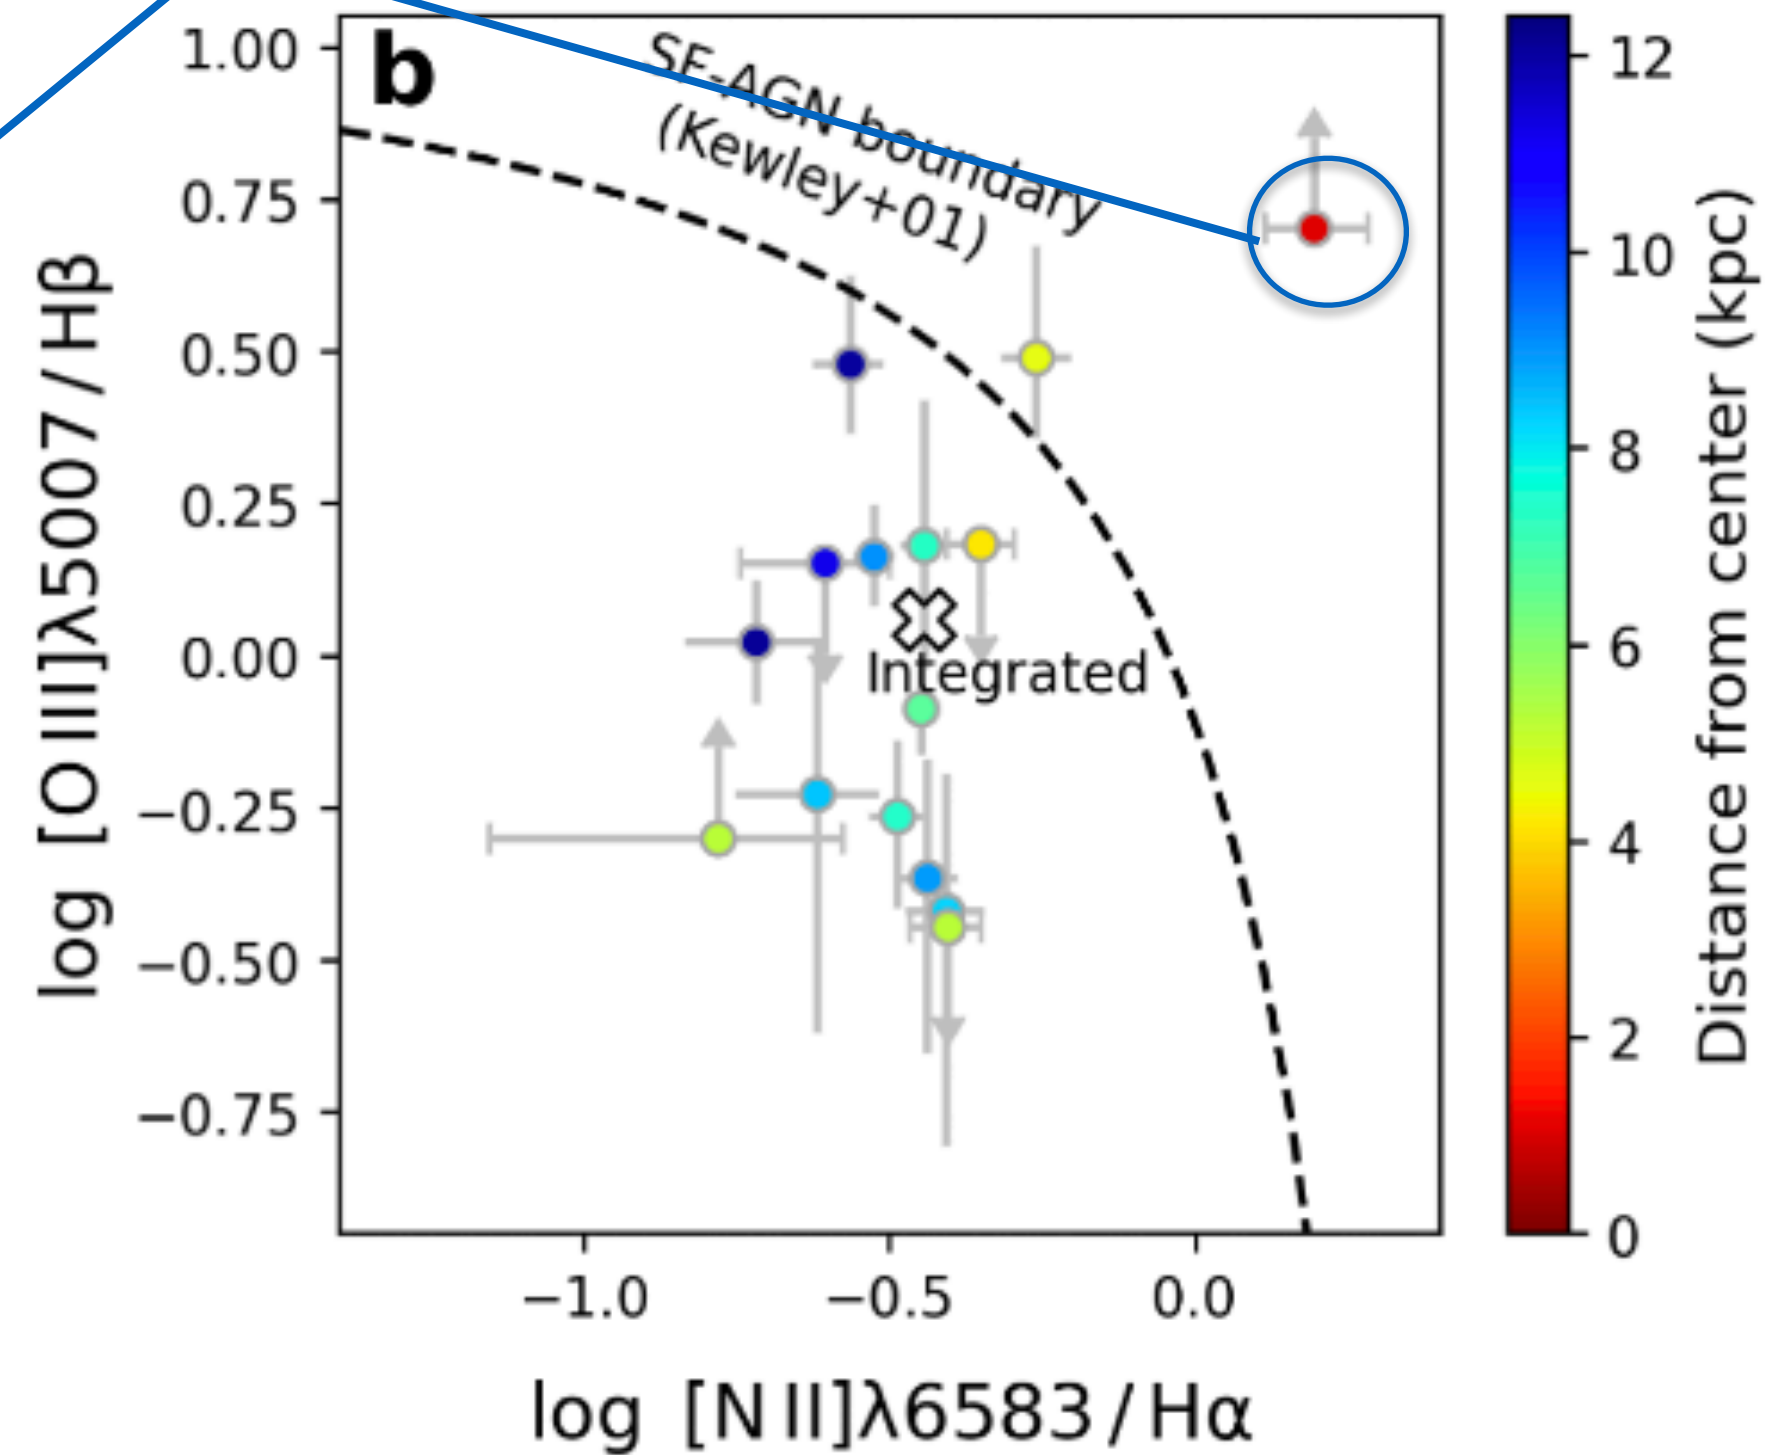 b
SF-AGN boundary
(Kewley+01)
1.00
0.75
0.50
0.25
0.00
−0.25
−0.50
−0.75
log [O III]λ5007 / Hβ
Integrated
−1.0
−0.5
0.0
log [N II]λ6583 / Hα
12
10
8
6
4
2
0
Distance from center (kpc)